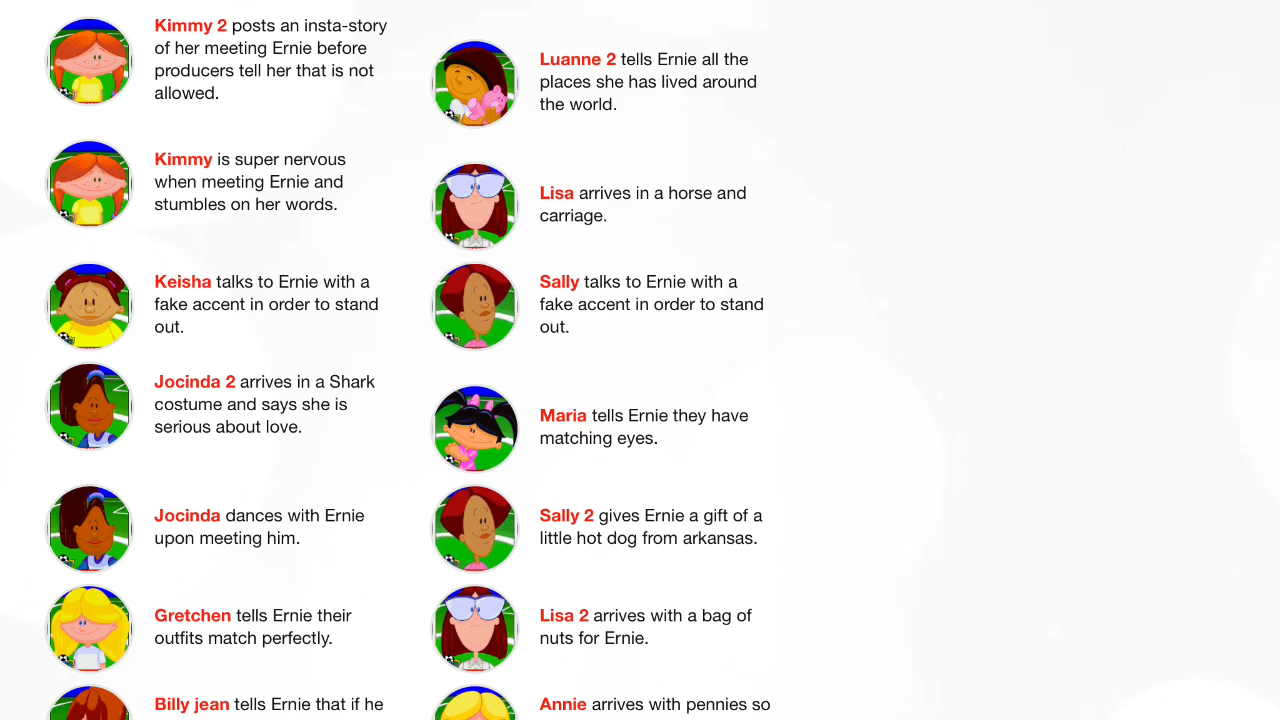 Kimmy 2 posts an insta-story
of her meeting Ernie before
producers tell her that is not
allowed.
Kimmy is super nervous
when meeting Ernie and
stumbles on her words.
Keisha talks to Ernie with a
fake accent in order to stand
out.
Jocinda 2 arrives in a Shark
costume and says she is
serious about love.
Jocinda dances with Ernie
upon meeting him.
Gretchen tells Ernie their
outfits match perfectly.
Billy jean tells Ernie that if he
Luanne 2 tells Ernie all the
places she has lived around
the world.
Lisa arrives in a horse and
carriage.
Sally talks to Ernie with a
fake accent in order to stand
out.
Maria tells Ernie they have
matching eyes.
Sally 2 gives Ernie a gift of a
little hot dog from arkansas.
Lisa 2 arrives with a bag of
nuts for Ernie.
Annie arrives with pennies so